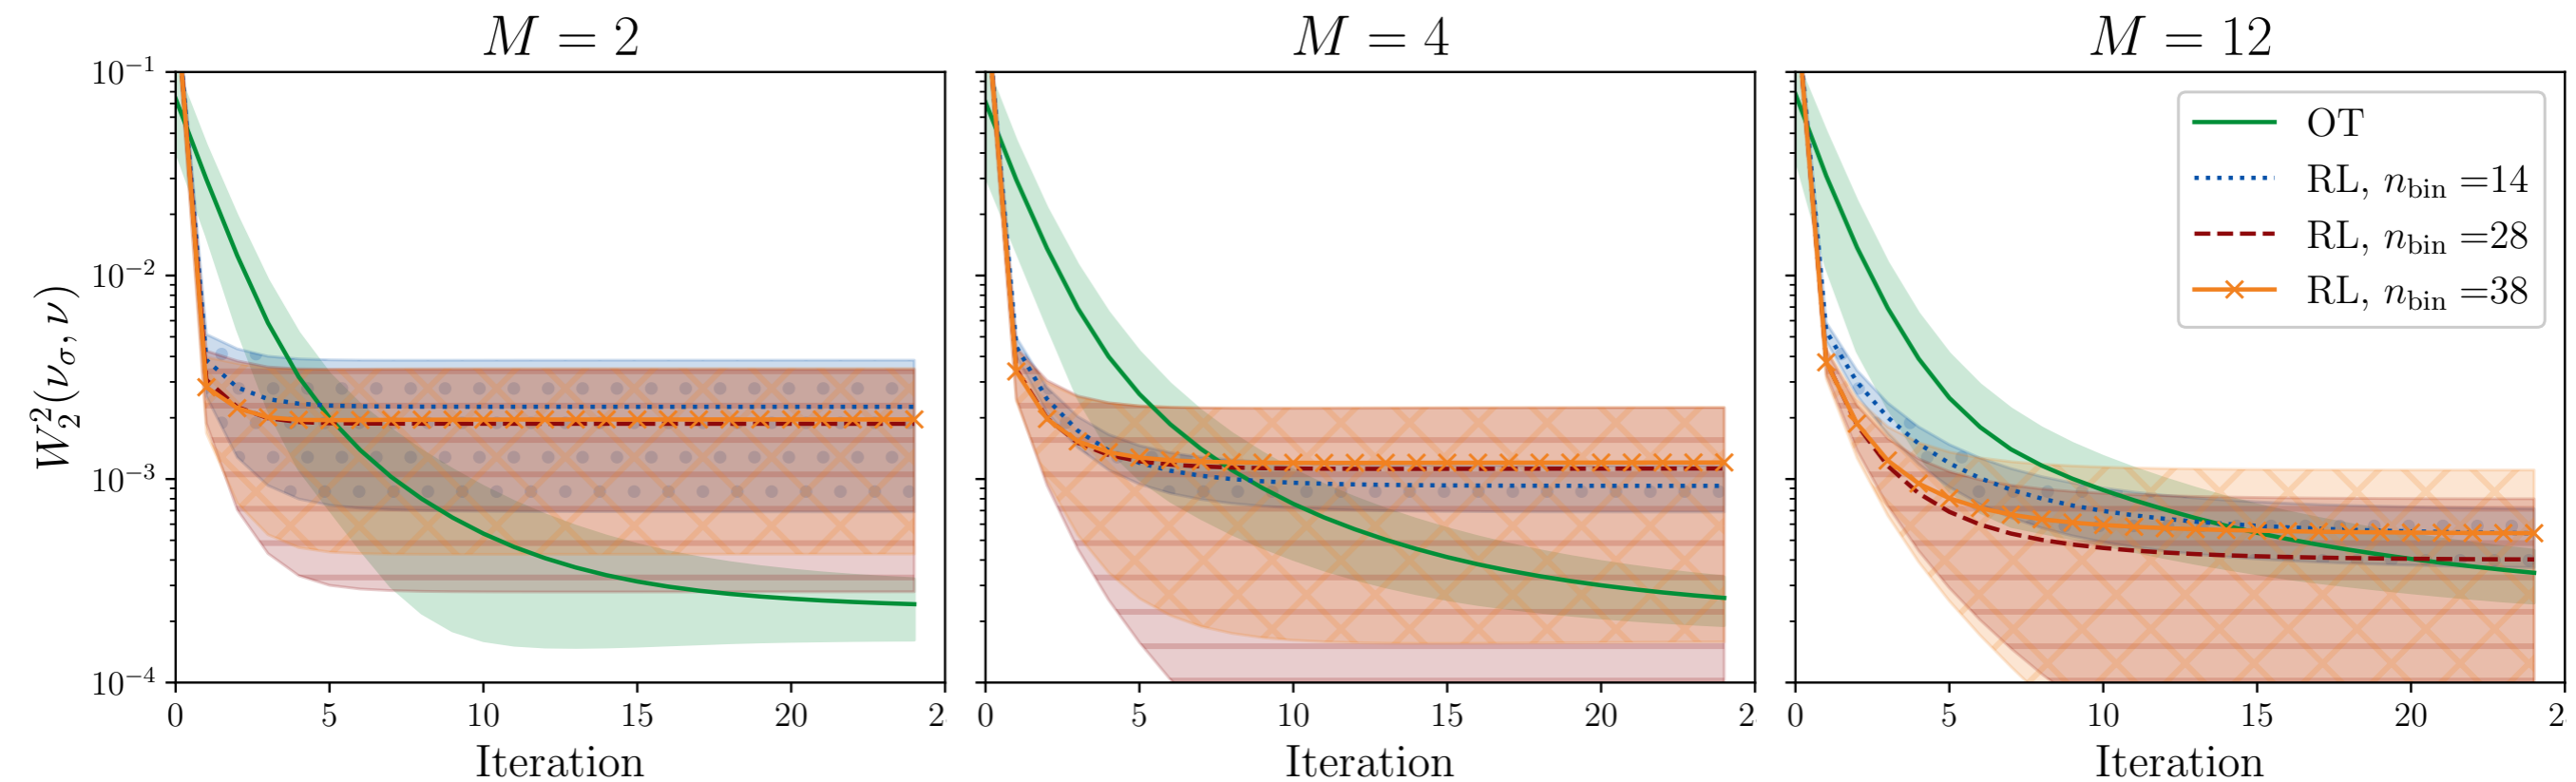 M = 2
M = 4
M = 12
W₂²(ν_σ, ν)
10⁻¹
10⁻²
10⁻³
10⁻⁴
OT
RL, n_bin =14
RL, n_bin =28
RL, n_bin =38
0 5 10 15 20 2
0 5 10 15 20 2
0 5 10 15 20 2
Iteration
Iteration
Iteration